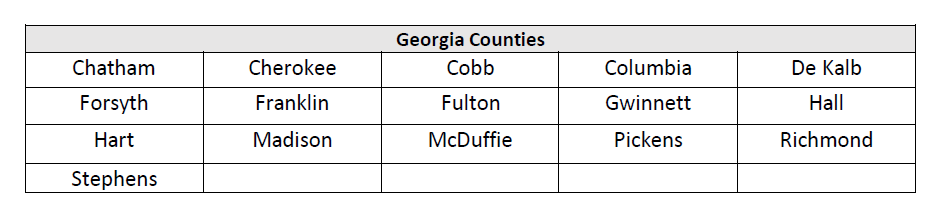 Georgia Counties
Chatham Cherokee Cobb Columbia De Kalb
Forsyth Franklin Fulton Gwinnett Hall
Hart Madison McDuffie Pickens Richmond
Stephens